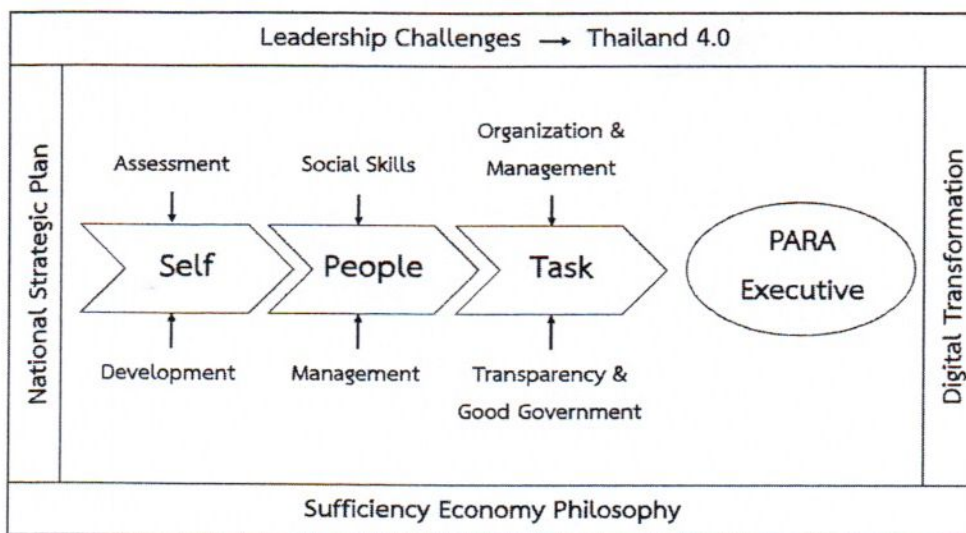 Leadership Challenges → Thailand 4.0
National Strategic Plan
Assessment
Social Skills
Organization &
Management
Self
People
Task
PARA
Executive
Development
Management
Transparency &
Good Government
Digital Transformation
Sufficiency Economy Philosophy